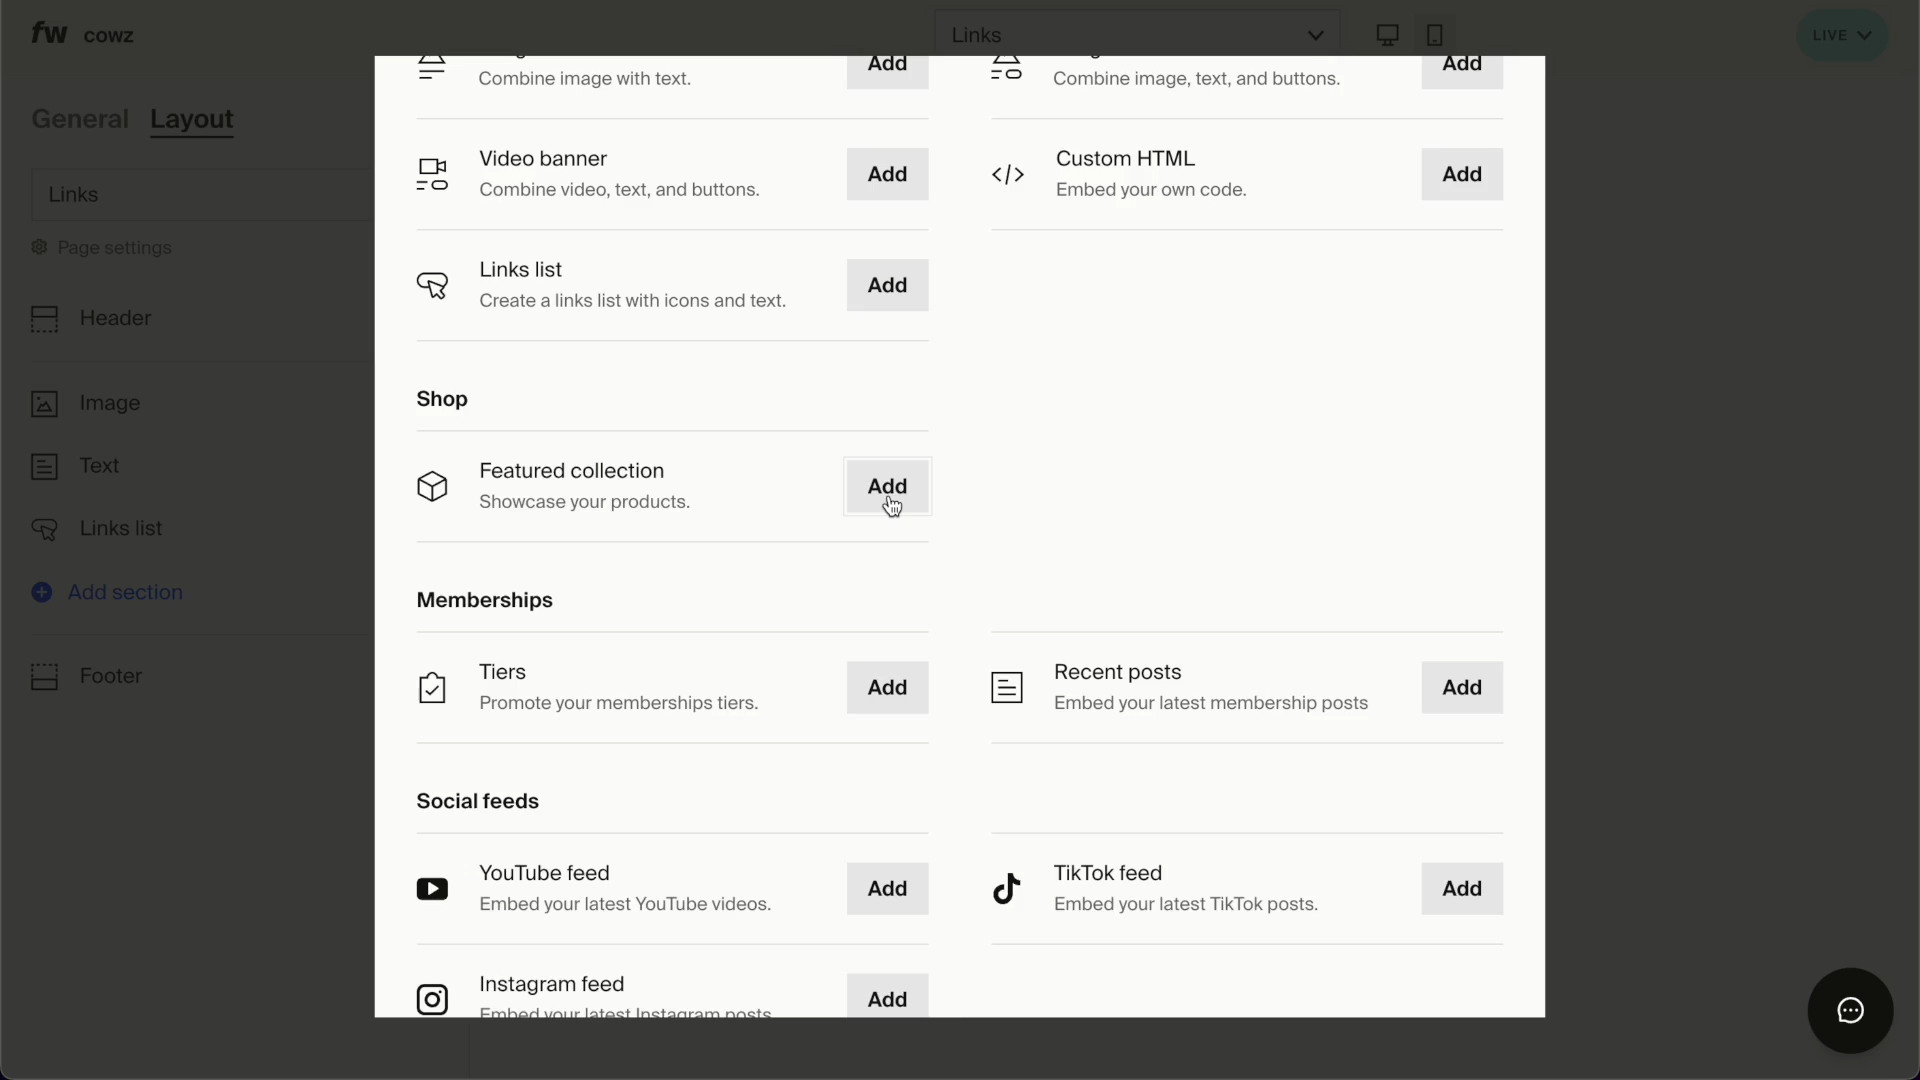 fw cowz
Links
LIVE
General Layout
Links
Page settings
Header
Image
Text
Links list
Add section
Footer
Combine image with text.
Add
Combine image, text, and buttons.
Add
Video banner
Combine video, text, and buttons.
Add
Custom HTML
Embed your own code.
Add
Links list
Create a links list with icons and text.
Add
Shop
Featured collection
Showcase your products.
Add
Memberships
Tiers
Promote your memberships tiers.
Add
Recent posts
Embed your latest membership posts
Add
Social feeds
YouTube feed
Embed your latest YouTube videos.
Add
TikTok feed
Embed your latest TikTok posts.
Add
Instagram feed
Embed your latest Instagram posts
Add